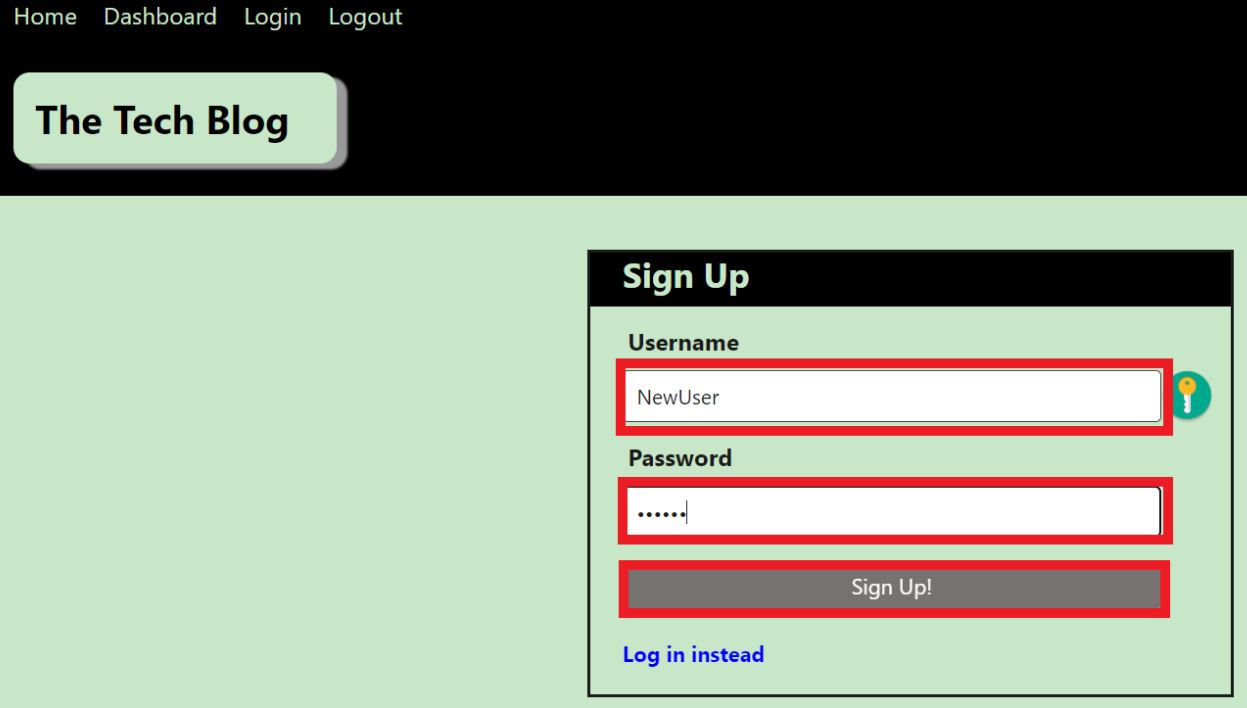 Home Dashboard Login Logout
The Tech Blog
Sign Up
Username
NewUser
Password
••••••
Sign Up!
Log in instead